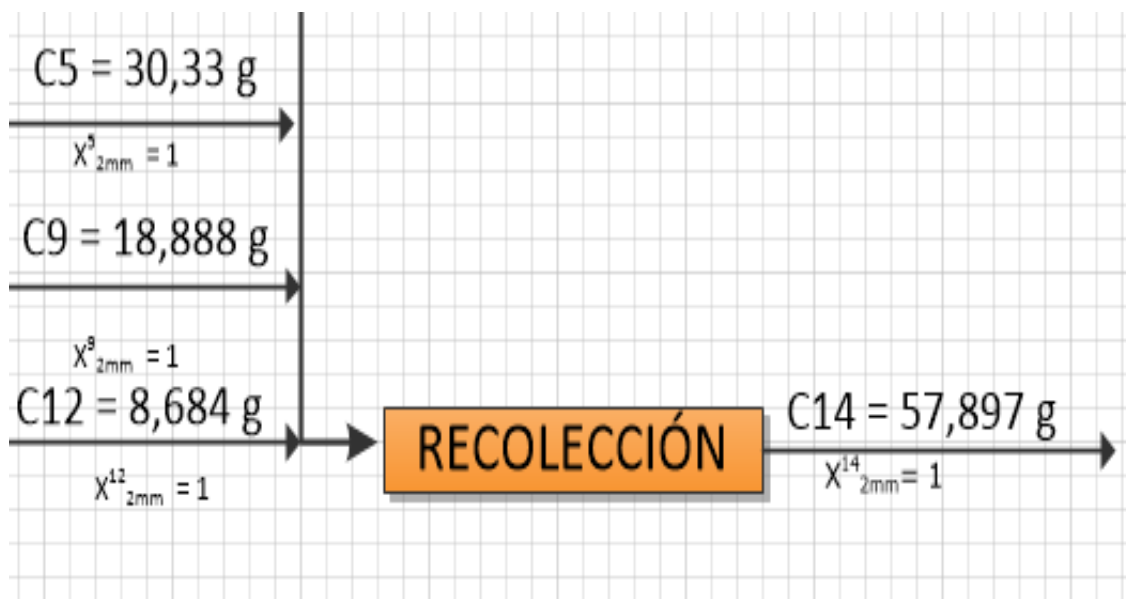 C5 = 30,33 g
X⁵₂ₘₘ = 1
C9 = 18,888 g
X⁹₂ₘₘ = 1
C12 = 8,684 g
X¹²₂ₘₘ = 1
RECOLECCIÓN
C14 = 57,897 g
X¹⁴₂ₘₘ= 1